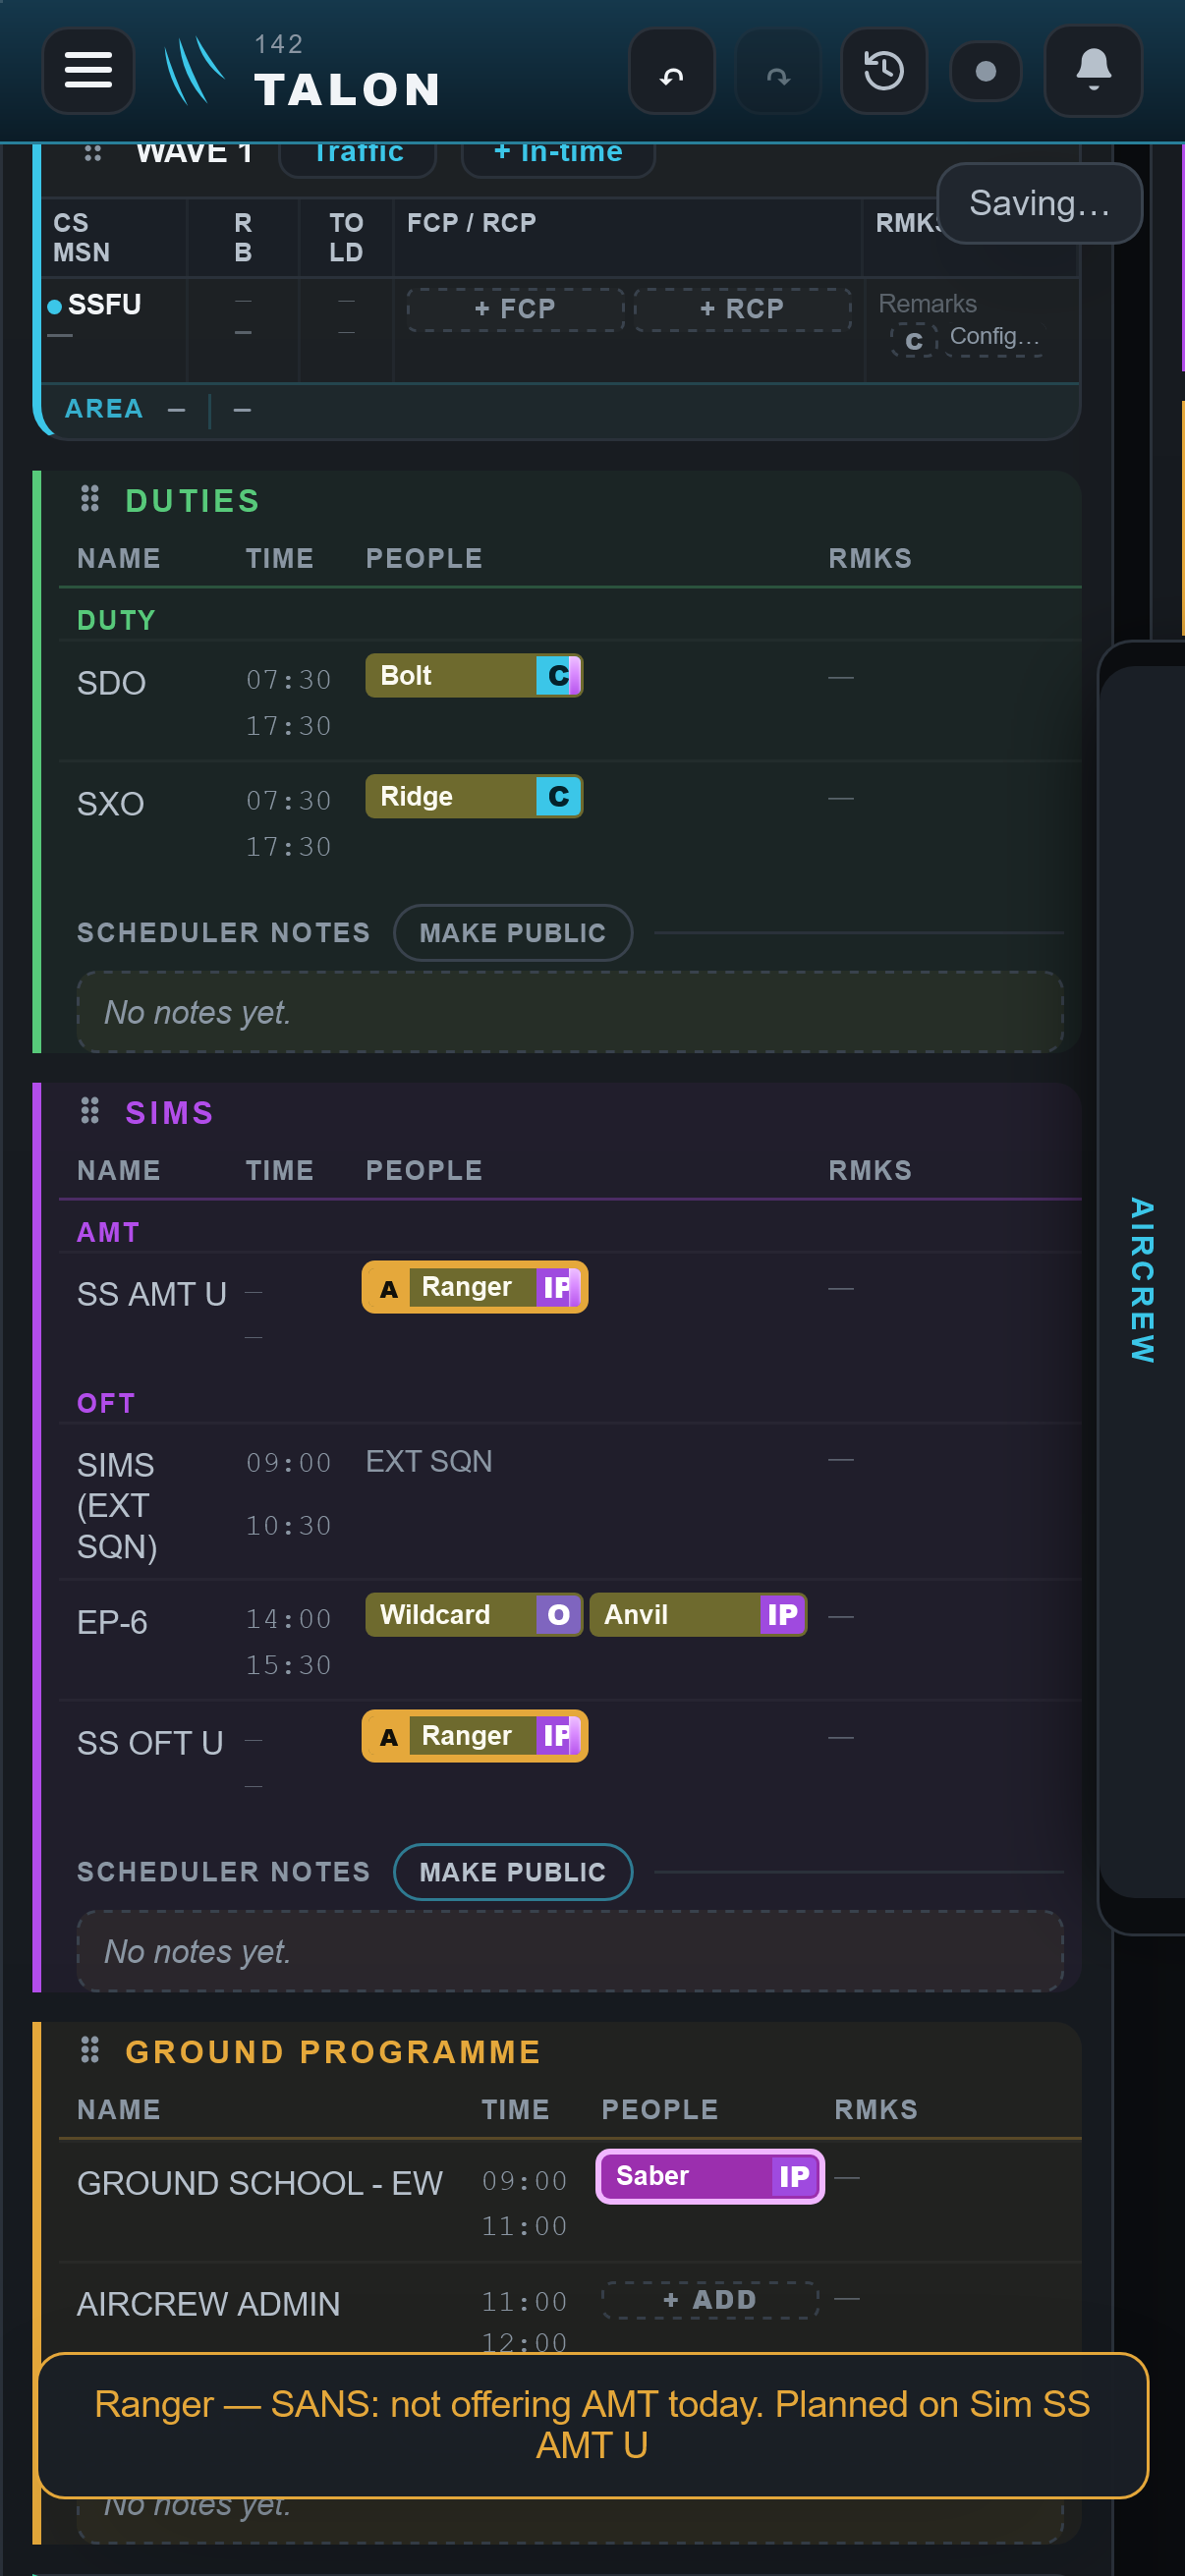 142
TALON
WAVE 1 Traffic + In-time
Saving...
CS R TO FCP / RCP
MSN B LD
SSFU — — + FCP + RCP Remarks
— — — C Config...
AREA — | —
DUTIES
NAME TIME PEOPLE RMKS
DUTY
SDO 07:30 Bolt C —
17:30
SXO 07:30 Ridge C —
17:30
SCHEDULER NOTES MAKE PUBLIC
No notes yet.
SIMS
NAME TIME PEOPLE RMKS
AMT
SS AMT U — A Ranger IP —
—
OFT
SIMS 09:00 EXT SQN —
(EXT
10:30
SQN)
EP-6 14:00 Wildcard O Anvil IP —
15:30
SS OFT U — A Ranger IP —
—
SCHEDULER NOTES MAKE PUBLIC
No notes yet.
AIRCREW
GROUND PROGRAMME
NAME TIME PEOPLE RMKS
GROUND SCHOOL - EW 09:00 Saber IP —
11:00
AIRCREW ADMIN 11:00 + ADD —
12:00
Ranger — SANS: not offering AMT today. Planned on Sim SS
AMT U
No notes yet.